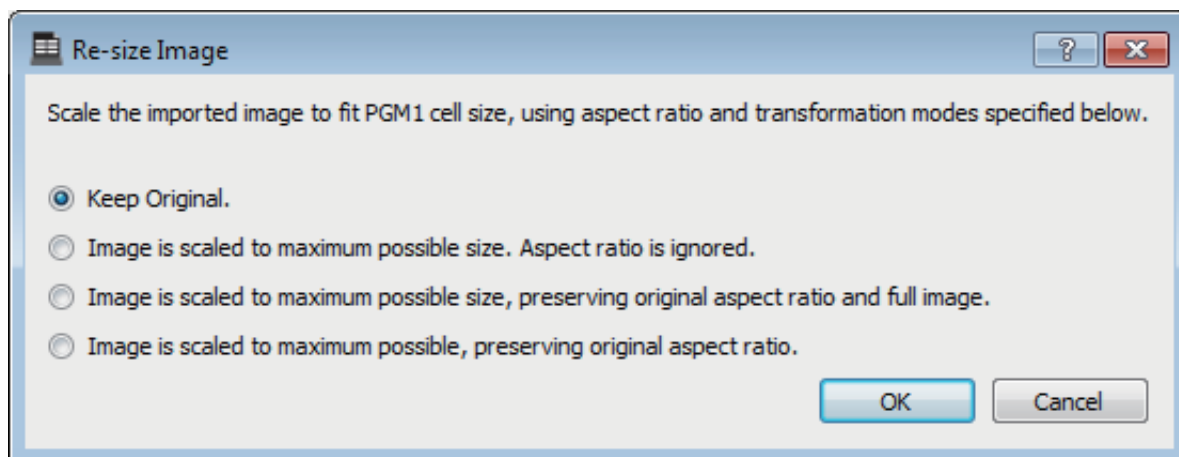 Re-size Image
Scale the imported image to fit PGM1 cell size, using aspect ratio and transformation modes specified below.
Keep Original.
Image is scaled to maximum possible size. Aspect ratio is ignored.
Image is scaled to maximum possible size, preserving original aspect ratio and full image.
Image is scaled to maximum possible, preserving original aspect ratio.
OK Cancel